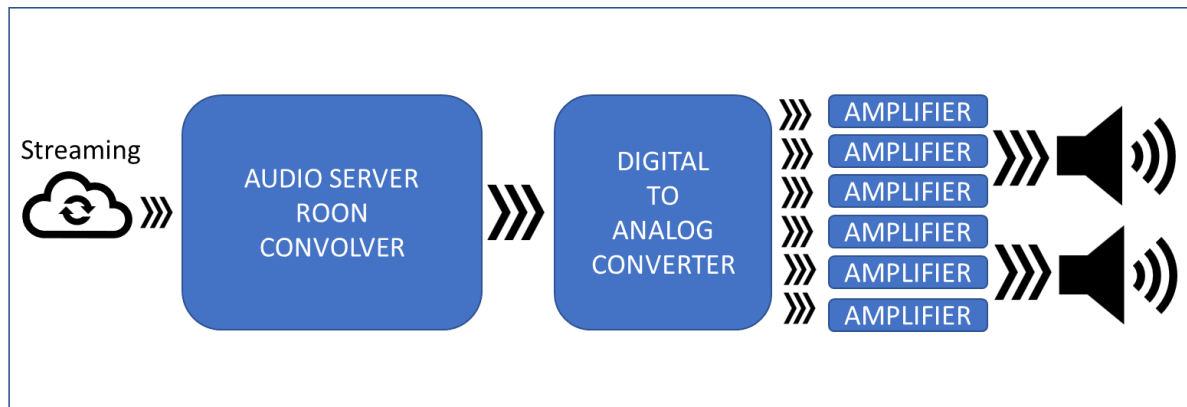 Streaming
AUDIO SERVER
ROON
CONVOLVER
DIGITAL
TO
ANALOG
CONVERTER
AMPLIFIER
AMPLIFIER
AMPLIFIER
AMPLIFIER
AMPLIFIER
AMPLIFIER